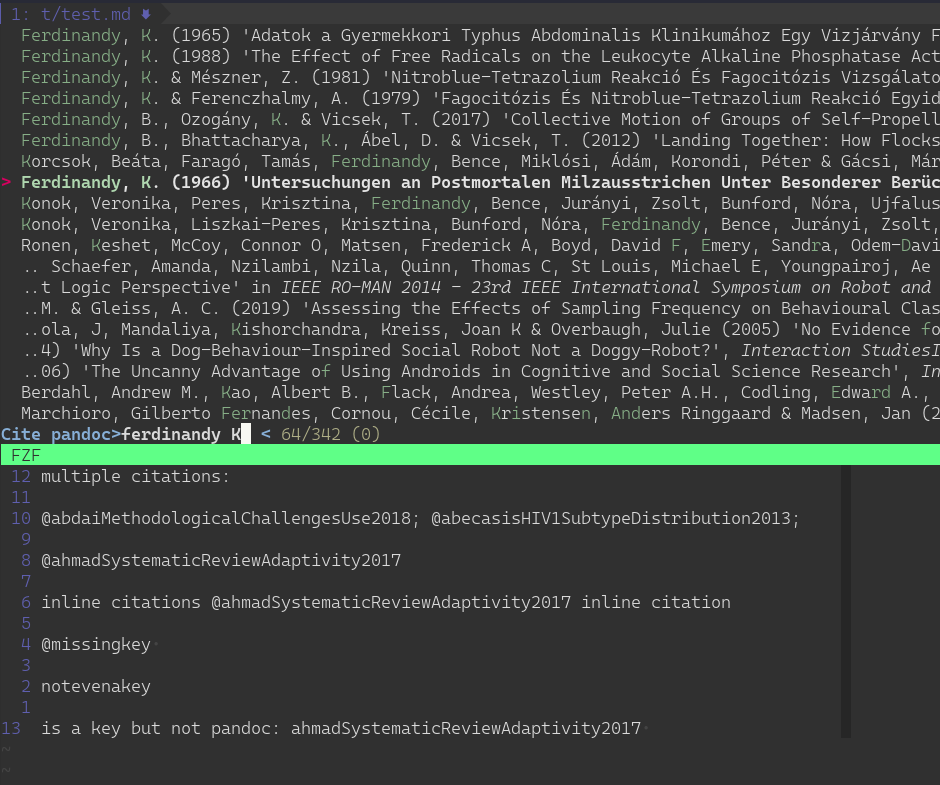 1: t/test.md
Ferdinandy, K. (1965) 'Adatok a Gyermekkori Typhus Abdominalis Klinikumához Egy Vizjárvány F
Ferdinandy, K. (1988) 'The Effect of Free Radicals on the Leukocyte Alkaline Phosphatase Act
Ferdinandy, K. & Mészner, Z. (1981) 'Nitroblue-Tetrazolium Reakció És Fagocitózis Vizsgálato
Ferdinandy, K. & Ferenczhalmy, A. (1979) 'Fagocitózis És Nitroblue-Tetrazolium Reakció Egyid
Ferdinandy, B., Ozogány, K. & Vicsek, T. (2017) 'Collective Motion of Groups of Self-Propell
Ferdinandy, B., Bhattacharya, K., Ábel, D. & Vicsek, T. (2012) 'Landing Together: How Flocks
Korcsok, Beáta, Faragó, Tamás, Ferdinandy, Bence, Miklósi, Ádám, Korondi, Péter & Gácsi, Már
> Ferdinandy, K. (1966) 'Untersuchungen an Postmortalen Milzausstrichen Unter Besonderer Berüc
Konok, Veronika, Peres, Krisztina, Ferdinandy, Bence, Jurányi, Zsolt, Bunford, Nóra, Ujfalus
Konok, Veronika, Liszkai-Peres, Krisztina, Bunford, Nóra, Ferdinandy, Bence, Jurányi, Zsolt,
Ronen, Keshet, McCoy, Connor O, Matsen, Frederick A, Boyd, David F, Emery, Sandra, Odem-Davi
.. Schaefer, Amanda, Nzilambi, Nzila, Quinn, Thomas C, St Louis, Michael E, Youngpairoj, Ae
..t Logic Perspective' in IEEE RO-MAN 2014 - 23rd IEEE International Symposium on Robot and
..M. & Gleiss, A. C. (2019) 'Assessing the Effects of Sampling Frequency on Behavioural Clas
..ola, J, Mandaliya, Kishorchandra, Kreiss, Joan K & Overbaugh, Julie (2005) 'No Evidence fo
..4) 'Why Is a Dog-Behaviour-Inspired Social Robot Not a Doggy-Robot?', Interaction StudiesI
..06) 'The Uncanny Advantage of Using Androids in Cognitive and Social Science Research', In
Berdahl, Andrew M., Kao, Albert B., Flack, Andrea, Westley, Peter A.H., Codling, Edward A.,
Marchioro, Gilberto Fernandes, Cornou, Cécile, Kristensen, Anders Ringgaard & Madsen, Jan (2
Cite pandoc>ferdinandy K < 64/342 (0)
FZF
12 multiple citations:
11
10 @abdaiMethodologicalChallengesUse2018; @abecasisHIV1SubtypeDistribution2013;
9
8 @ahmadSystematicReviewAdaptivity2017
7
6 inline citations @ahmadSystematicReviewAdaptivity2017 inline citation
5
4 @missingkey·
3
2 notevenakey
1
13 is a key but not pandoc: ahmadSystematicReviewAdaptivity2017·
~
~